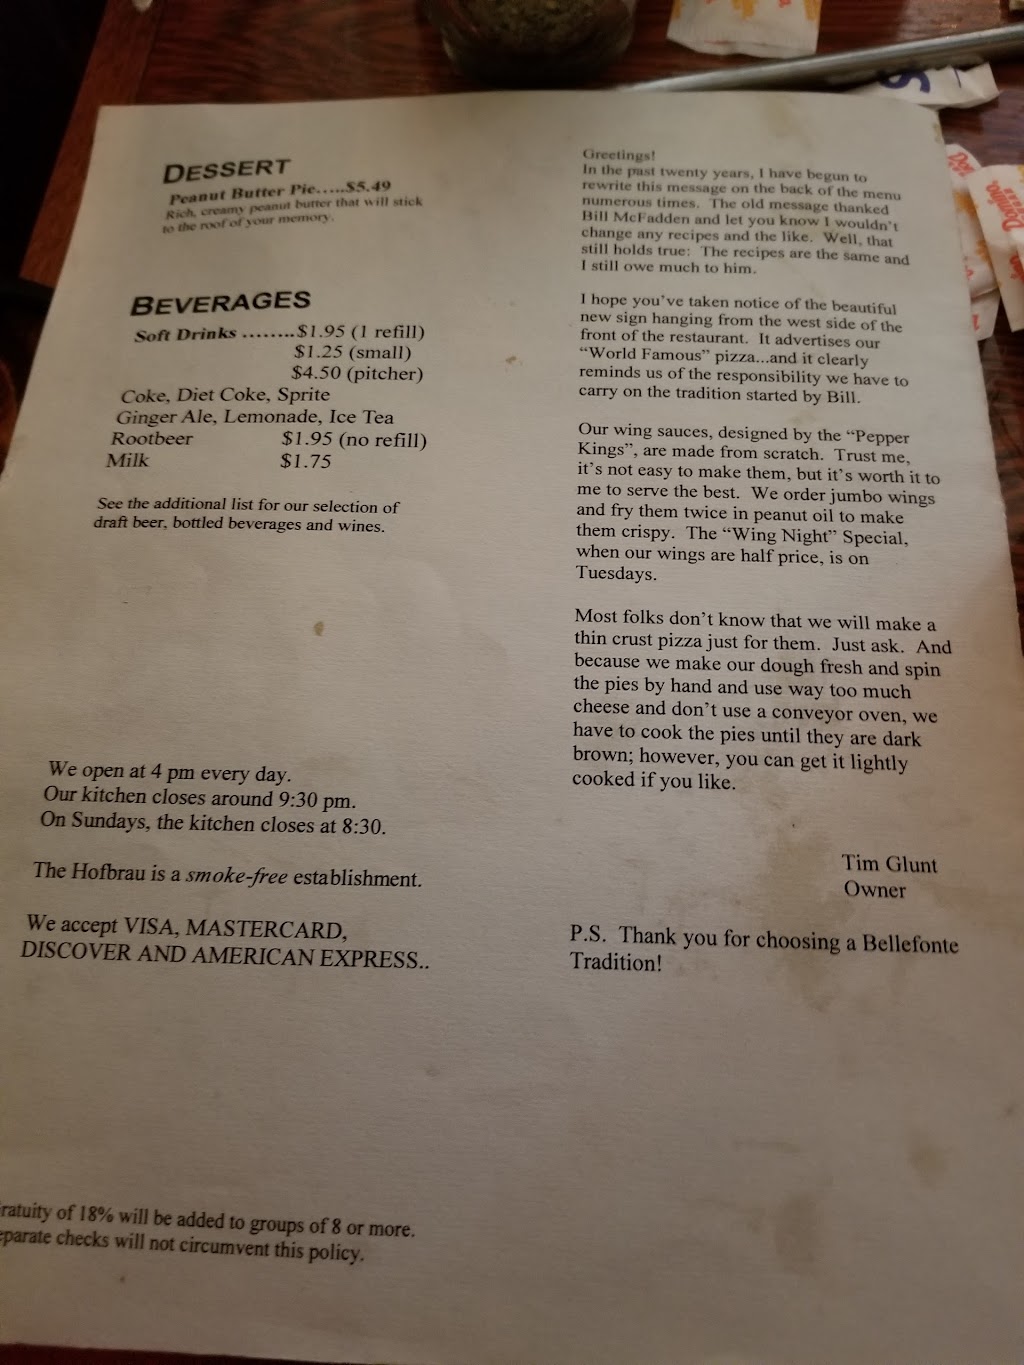 DESSERT
Peanut Butter Pie.....$5.49
Rich, creamy peanut butter that will stick
to the roof of your memory.
BEVERAGES
Soft Drinks ........$1.95 (1 refill)
$1.25 (small)
$4.50 (pitcher)
Coke, Diet Coke, Sprite
Ginger Ale, Lemonade, Ice Tea
Rootbeer $1.95 (no refill)
Milk $1.75
See the additional list for our selection of
draft beer, bottled beverages and wines.
We open at 4 pm every day.
Our kitchen closes around 9:30 pm.
On Sundays, the kitchen closes at 8:30.
The Hofbrau is a smoke-free establishment.
We accept VISA, MASTERCARD,
DISCOVER AND AMERICAN EXPRESS..
ratuity of 18% will be added to groups of 8 or more.
eparate checks will not circumvent this policy.
Greetings!
In the past twenty years, I have begun to
rewrite this message on the back of the menu
numerous times. The old message thanked
Bill McFadden and let you know I wouldn't
change any recipes and the like. Well, that
still holds true: The recipes are the same and
I still owe much to him.
I hope you've taken notice of the beautiful
new sign hanging from the west side of the
front of the restaurant. It advertises our
"World Famous" pizza...and it clearly
reminds us of the responsibility we have to
carry on the tradition started by Bill.
Our wing sauces, designed by the "Pepper
Kings", are made from scratch. Trust me,
it's not easy to make them, but it's worth it to
me to serve the best. We order jumbo wings
and fry them twice in peanut oil to make
them crispy. The "Wing Night" Special,
when our wings are half price, is on
Tuesdays.
Most folks don't know that we will make a
thin crust pizza just for them. Just ask. And
because we make our dough fresh and spin
the pies by hand and use way too much
cheese and don't use a conveyor oven, we
have to cook the pies until they are dark
brown; however, you can get it lightly
cooked if you like.
Tim Glunt
Owner
P.S. Thank you for choosing a Bellefonte
Tradition!
Domino